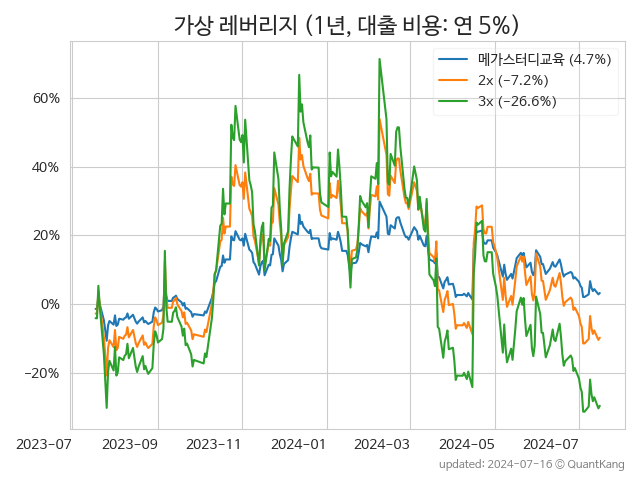 가상 레버리지 (1년, 대출 비용: 연 5%)
메가스터디교육 (4.7%)
2x (−7.2%)
3x (−26.6%)
60%
40%
20%
0%
−20%
2023-07 2023-09 2023-11 2024-01 2024-03 2024-05 2024-07
updated: 2024-07-16 © QuantKang